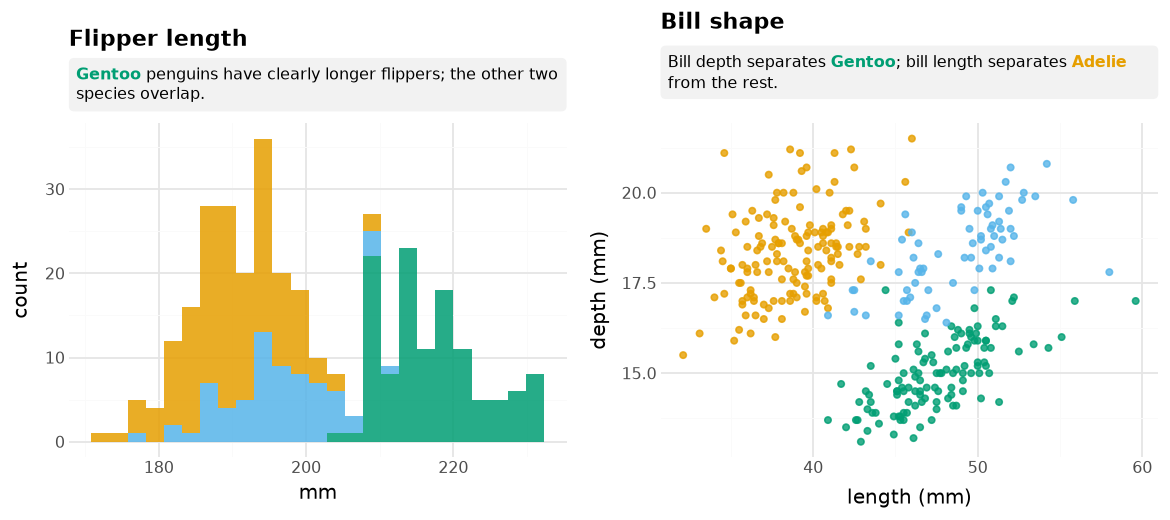 Flipper length
Gentoo penguins have clearly longer flippers; the other two
species overlap.
30
20
10
0
count
180
200
220
mm
Bill shape
Bill depth separates Gentoo; bill length separates Adelie
from the rest.
20.0
17.5
15.0
depth (mm)
40
50
60
length (mm)